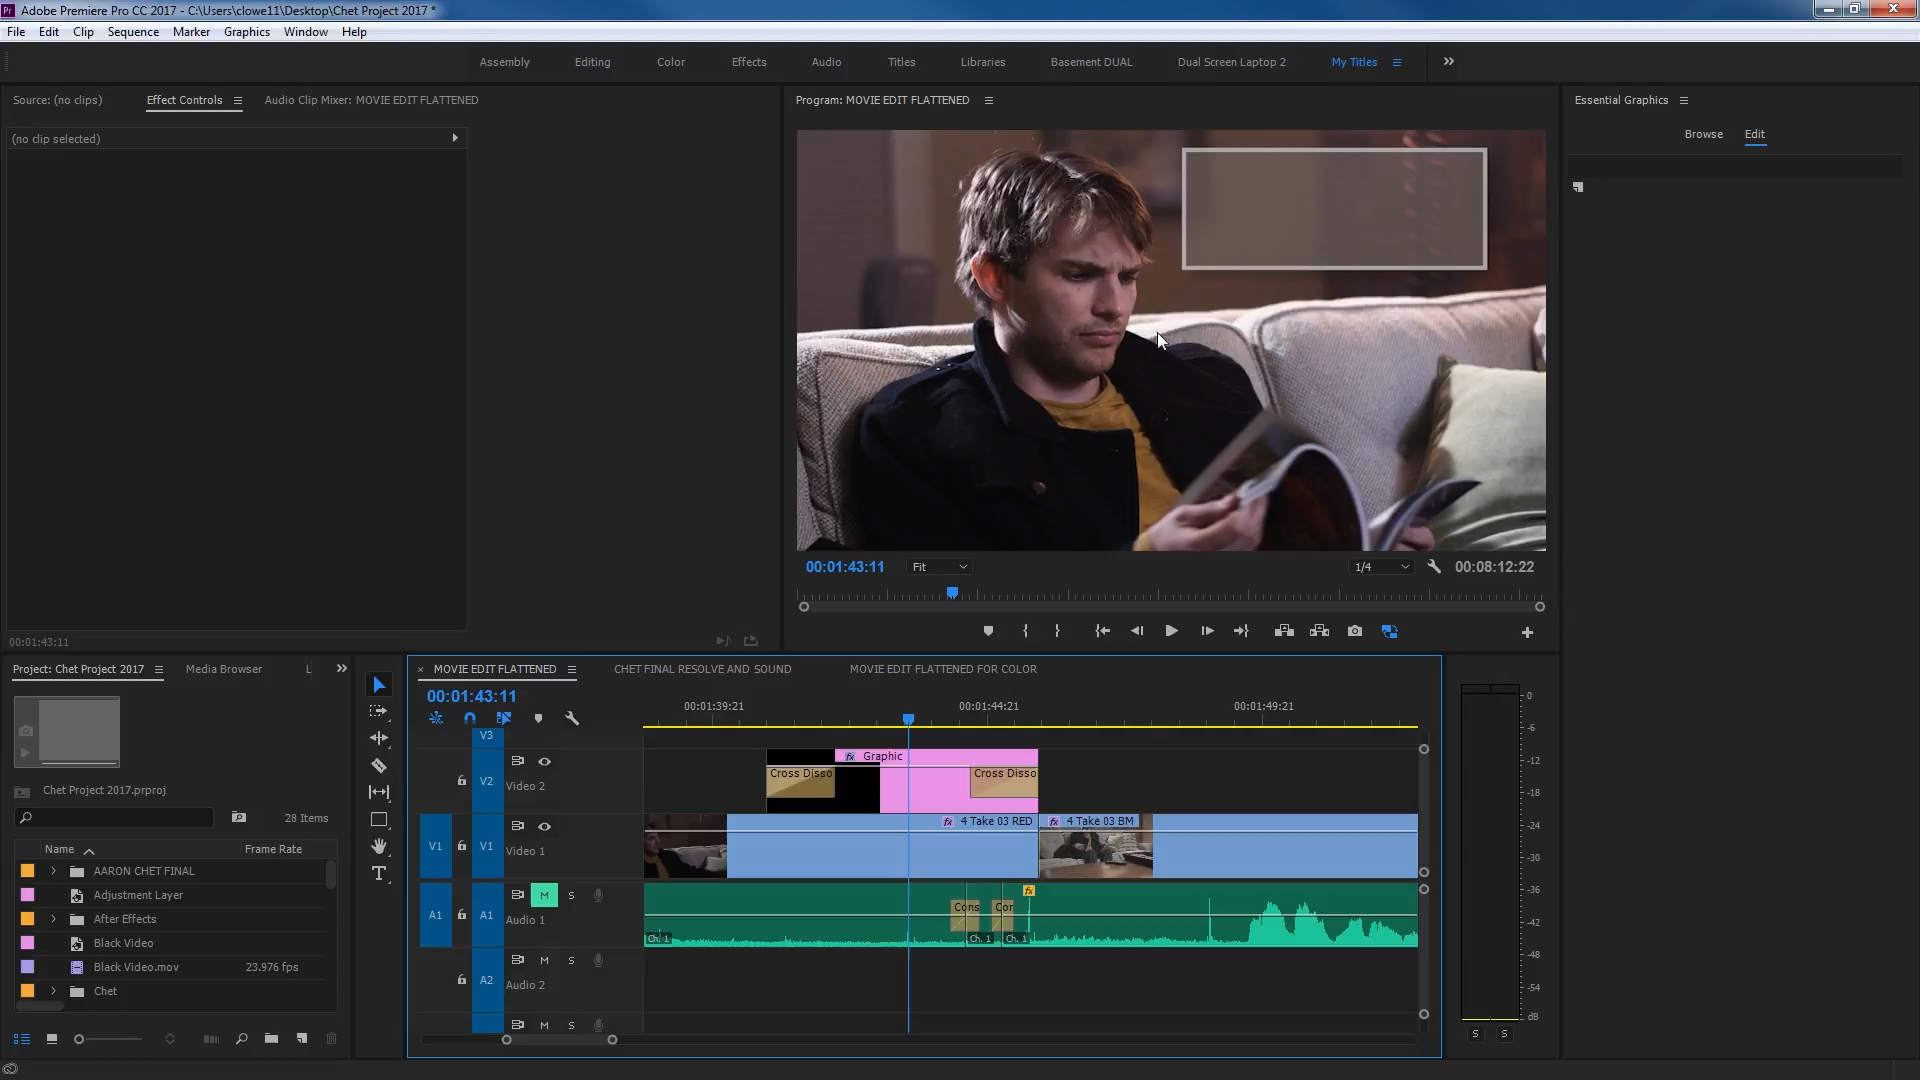 Pr Adobe Premiere Pro CC 2017 - C:\Users\clowe11\Desktop\Chet Project 2017 *
File Edit Clip Sequence Marker Graphics Window Help
Assembly Editing Color Effects Audio Titles Libraries Basement DUAL Dual Screen Laptop 2 My Titles
Source: (no clips) Effect Controls Audio Clip Mixer: MOVIE EDIT FLATTENED
(no clip selected)
00:01:43:11
Program: MOVIE EDIT FLATTENED
00:01:43:11 Fit 1/4 00:08:12:22
Essential Graphics
Browse Edit
Project: Chet Project 2017 Media Browser L
Chet Project 2017.prproj
28 Items
Name Frame Rate
AARON CHET FINAL
Adjustment Layer
After Effects
Black Video
Black Video.mov 23.976 fps
Chet
T
MOVIE EDIT FLATTENED CHET FINAL RESOLVE AND SOUND MOVIE EDIT FLATTENED FOR COLOR
00:01:43:11
00:01:39:21 00:01:44:21 00:01:49:21
V3
fx Graphic
Cross Disso Cross Disso
V2 Video 2
fx 4 Take 03 RED fx 4 Take 03 BM
V1 V1 Video 1
A1 A1 M S Audio 1
fx
Cons Cor
Ch. 1 Ch. 1 Ch. 1
A2 M S Audio 2
M S
0
-6
-12
-18
-24
-30
-36
-42
-48
-54
dB
S S